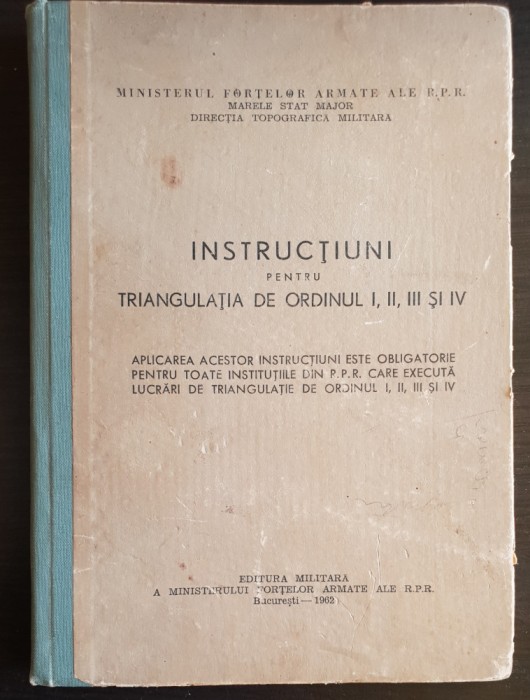 MINISTERUL FORȚELOR ARMATE ALE R.P.R.
MARELE STAT MAJOR
DIRECȚIA TOPOGRAFICĂ MILITARĂ
INSTRUCȚIUNI
PENTRU
TRIANGULAȚIA DE ORDINUL I, II, III ȘI IV
APLICAREA ACESTOR INSTRUCȚIUNI ESTE OBLIGATORIE
PENTRU TOATE INSTITUȚIILE DIN P.P.R. CARE EXECUTĂ
LUCRĂRI DE TRIANGULAȚIE DE ORDINUL I, II, III ȘI IV
EDITURA MILITARĂ
A MINISTERULUI FORȚELOR ARMATE ALE R.P.R.
București — 1962